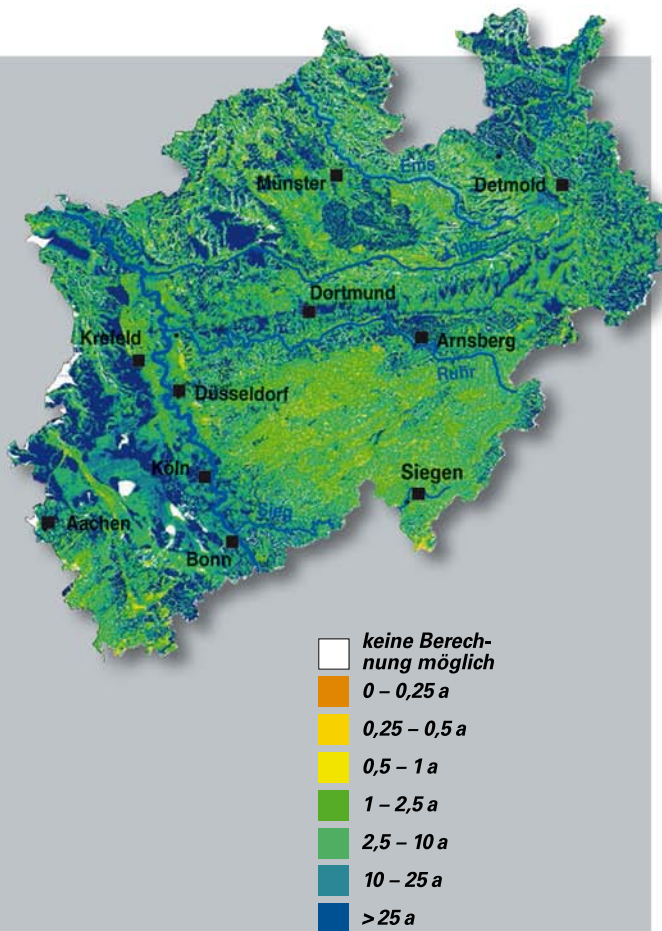 Ems
Münster
Detmold
Lippe
Dortmund
Krefeld
Arnsberg
Ruhr
Düsseldorf
Köln
Siegen
Sieg
Aachen
Bonn
keine Berech-
nung möglich
0 – 0,25 a
0,25 – 0,5 a
0,5 – 1 a
1 – 2,5 a
2,5 – 10 a
10 – 25 a
> 25 a